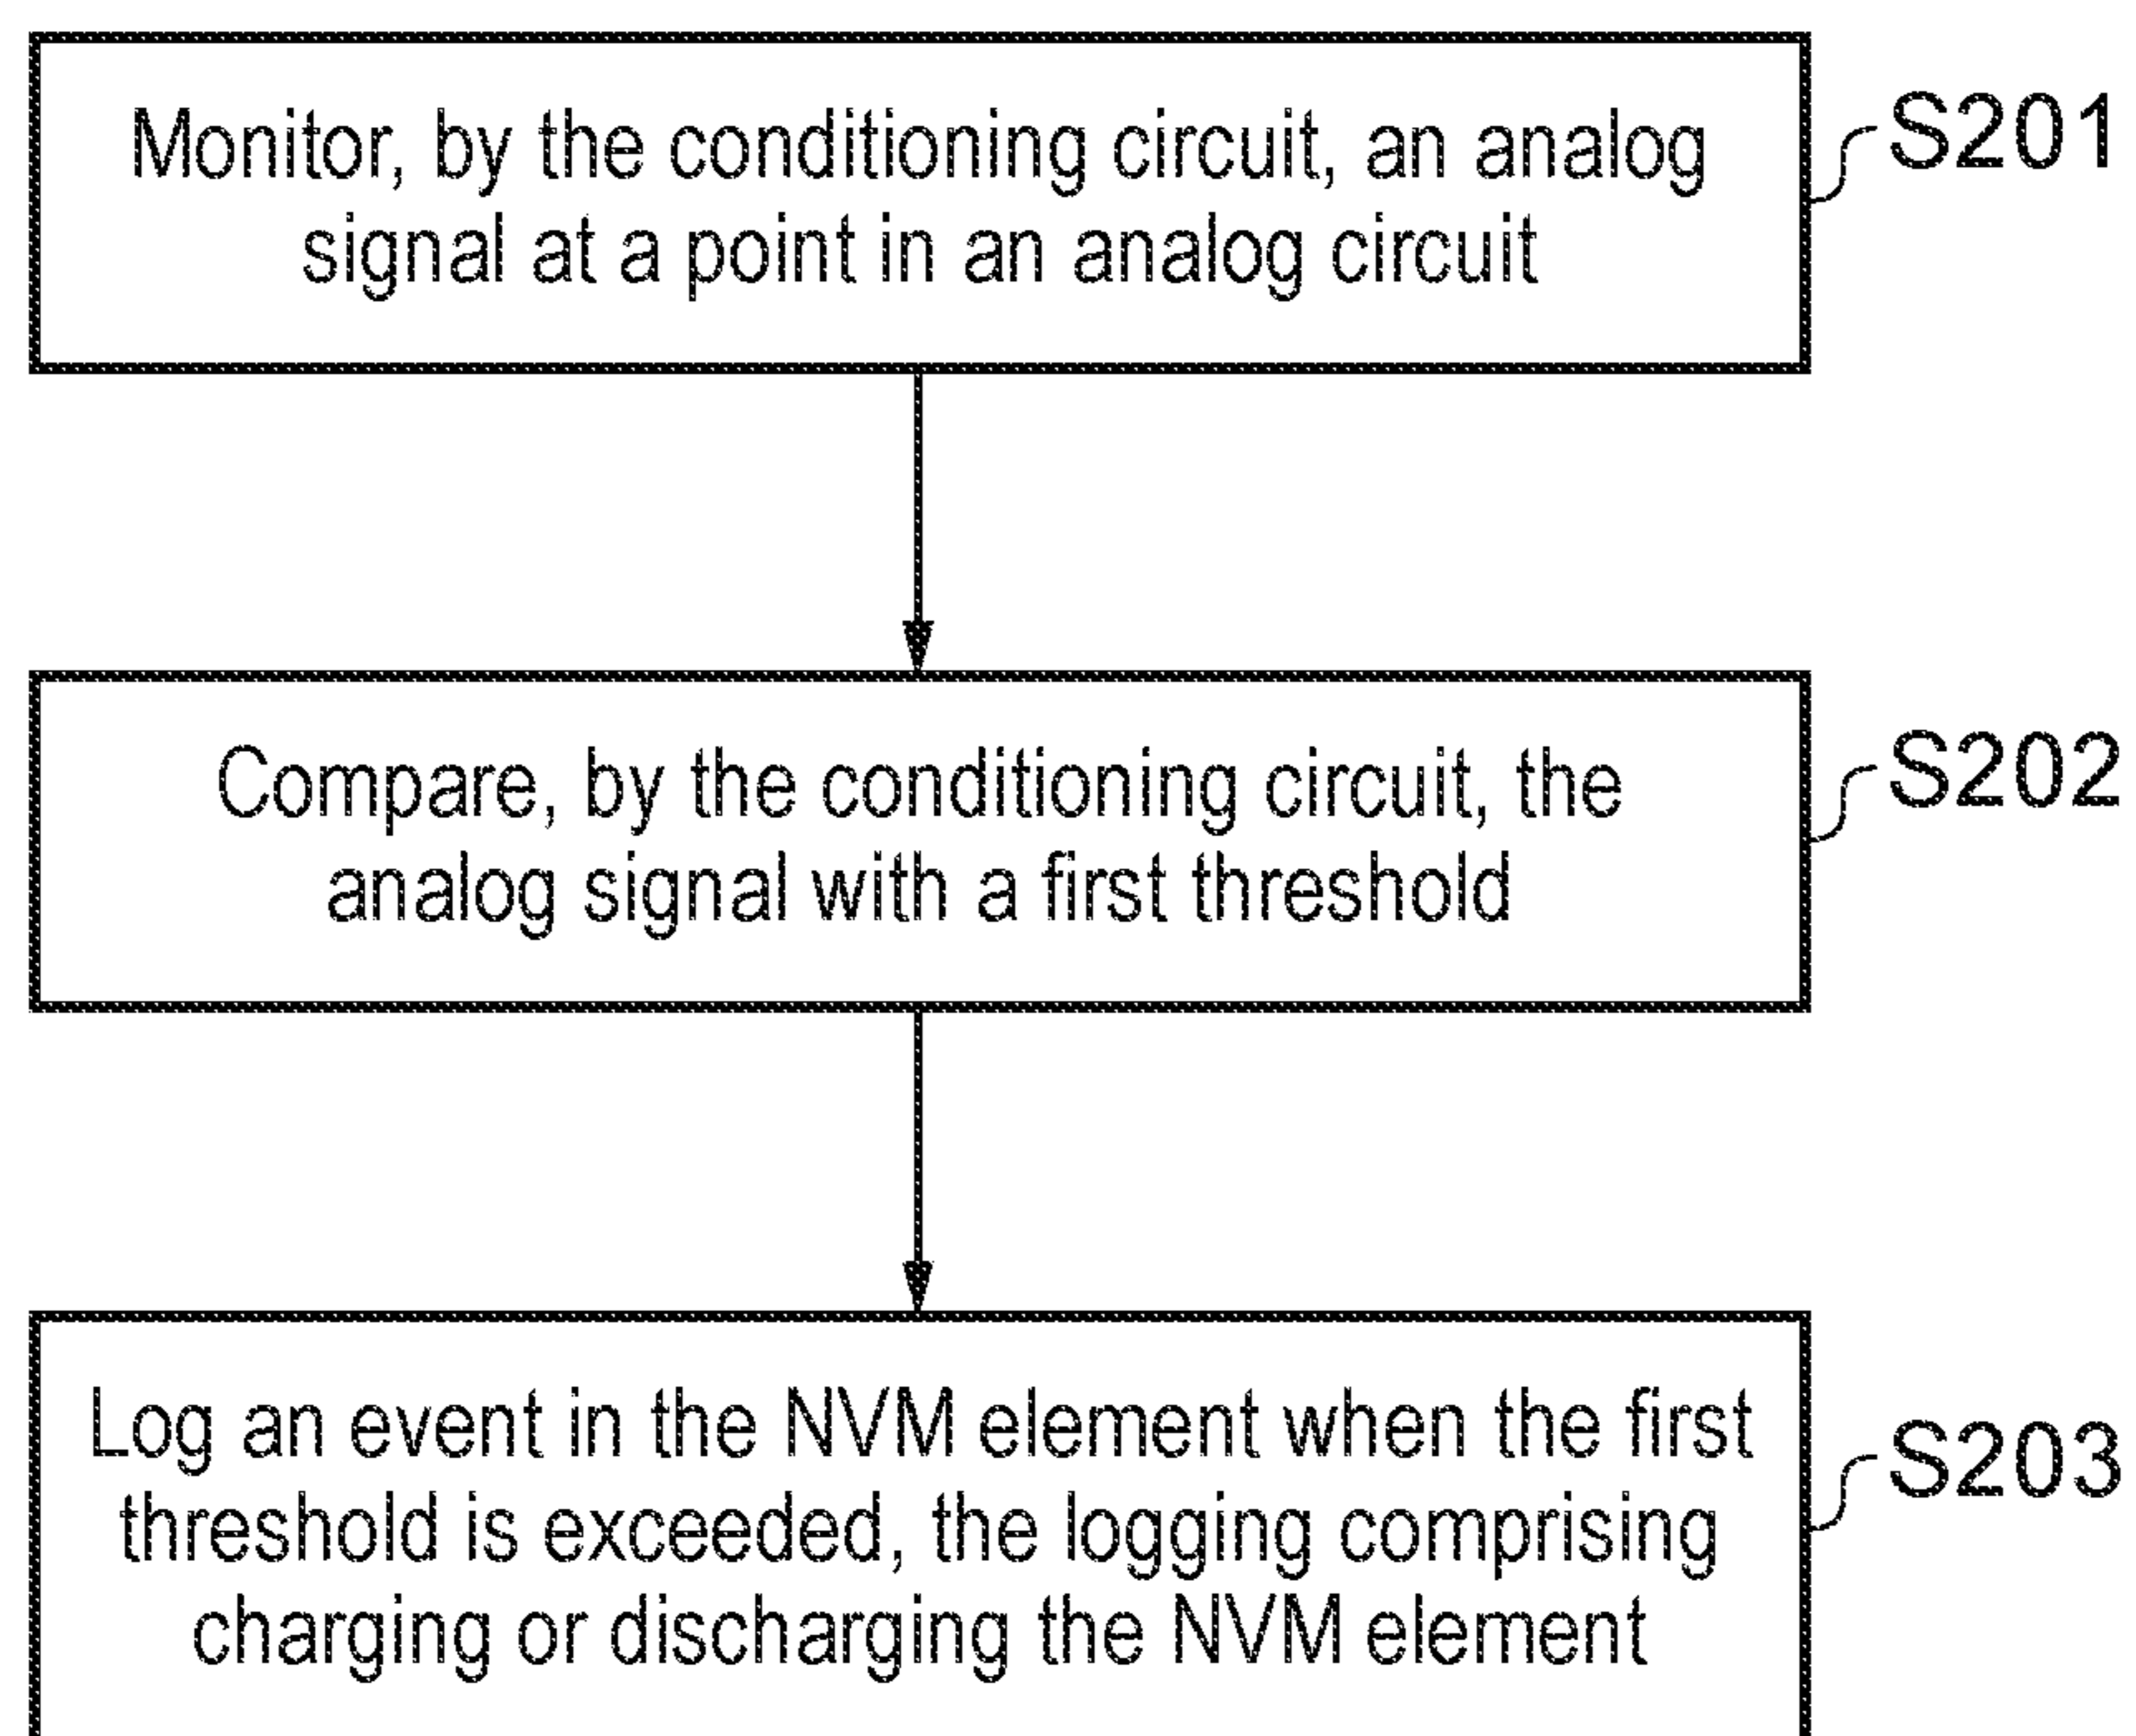 Monitor, by the conditioning circuit, an analog
signal at a point in an analog circuit
S201
Compare, by the conditioning circuit, the
analog signal with a first threshold
S202
Log an event in the NVM element when the first
threshold is exceeded, the logging comprising
charging or discharging the NVM element
S203